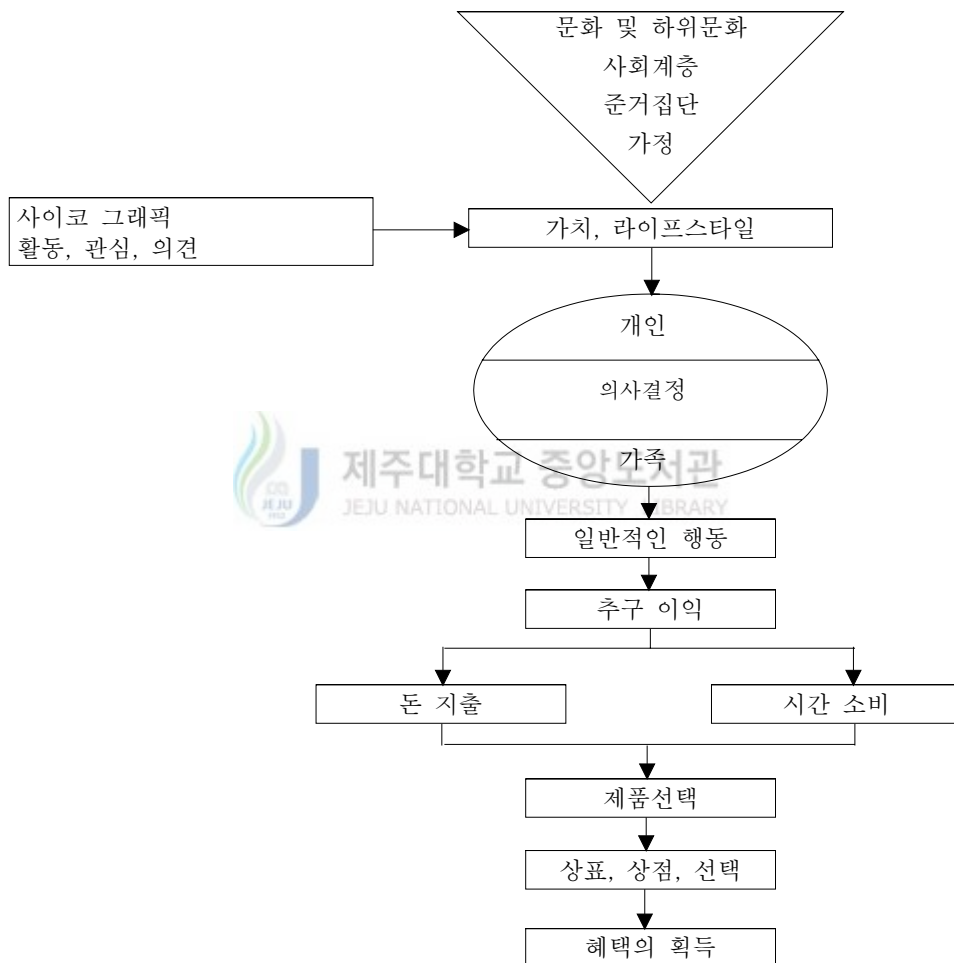 문화 및 하위문화
사회계층
준거집단
가정
사이코 그래픽
활동, 관심, 의견
가치, 라이프스타일
개인
의사결정
가족
제주대학교 중앙도서관
JEJU NATIONAL UNIVERSITY LIBRARY
JEJU
1952
일반적인 행동
추구 이익
돈 지출
시간 소비
제품선택
상표, 상점, 선택
혜택의 획득